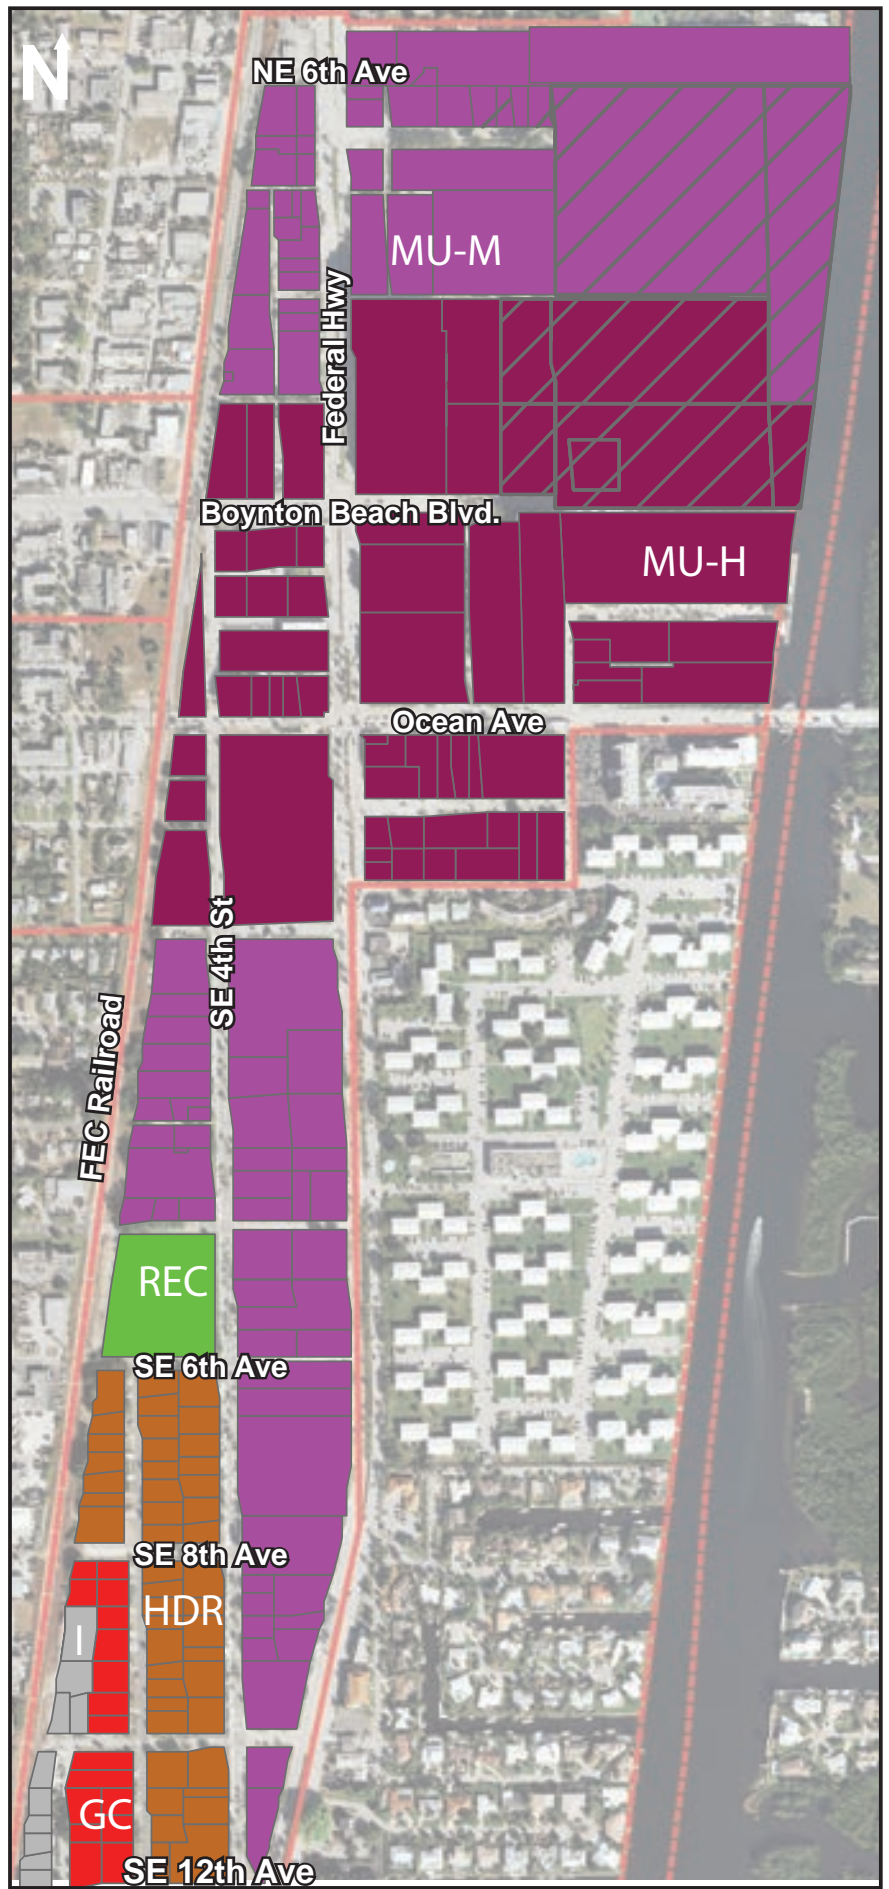 N
NE 6th Ave
MU-M
Federal Hwy
Boynton Beach Blvd.
MU-H
Ocean Ave
SE 4th St
FEC Railroad
REC
SE 6th Ave
SE 8th Ave
HDR
I
GC
SE 12th Ave